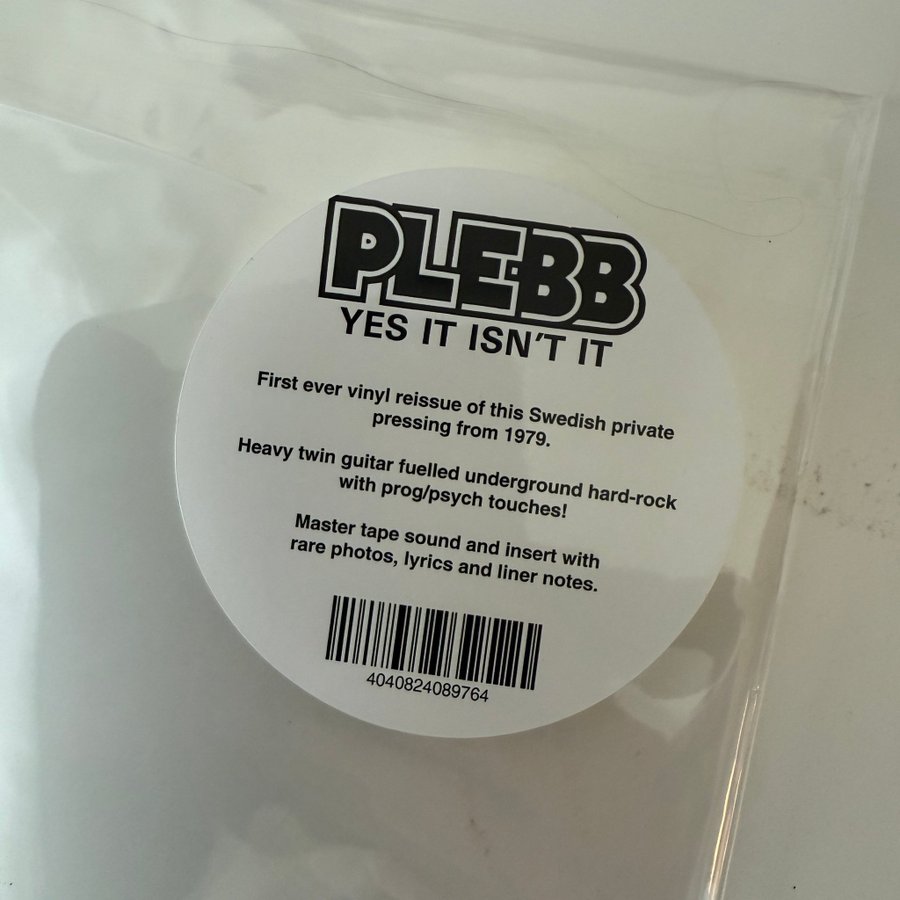 PLEBB
YES IT ISN'T IT
First ever vinyl reissue of this Swedish private
pressing from 1979.
Heavy twin guitar fuelled underground hard-rock
with prog/psych touches!
Master tape sound and insert with
rare photos, lyrics and liner notes.
4040824089764